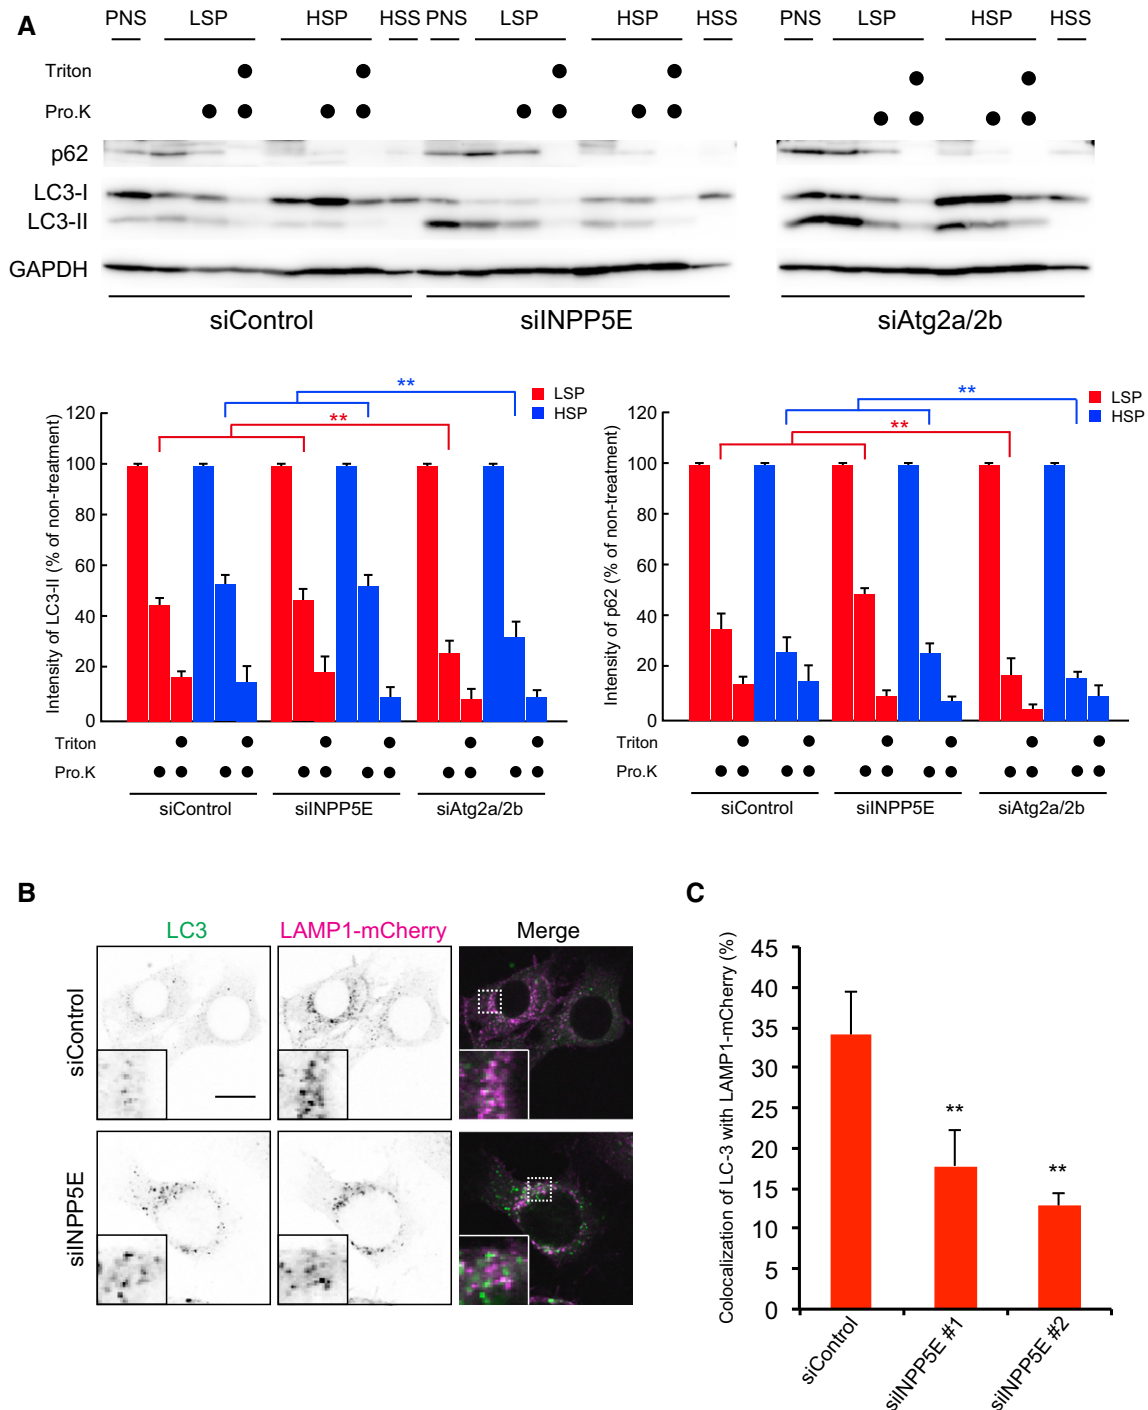 A
PNS LSP HSP HSS PNS LSP HSP HSS PNS LSP HSP HSS
Triton
Pro.K
p62
LC3-I
LC3-II
GAPDH
siControl siINPP5E siAtg2a/2b
Intensity of LC3-II (% of non-treatment)
120
100
80
60
40
20
0
** **
LSP
HSP
Triton
Pro.K
siControl siINPP5E siAtg2a/2b
Intensity of p62 (% of non-treatment)
120
100
80
60
40
20
0
** **
LSP
HSP
Triton
Pro.K
siControl siINPP5E siAtg2a/2b
B
LC3 LAMP1-mCherry Merge
siControl
siINPP5E
C
Colocalization of LC-3 with LAMP1-mCherry (%)
45
40
35
30
25
20
15
10
5
0
** **
siControl siINPP5E #1 siINPP5E #2